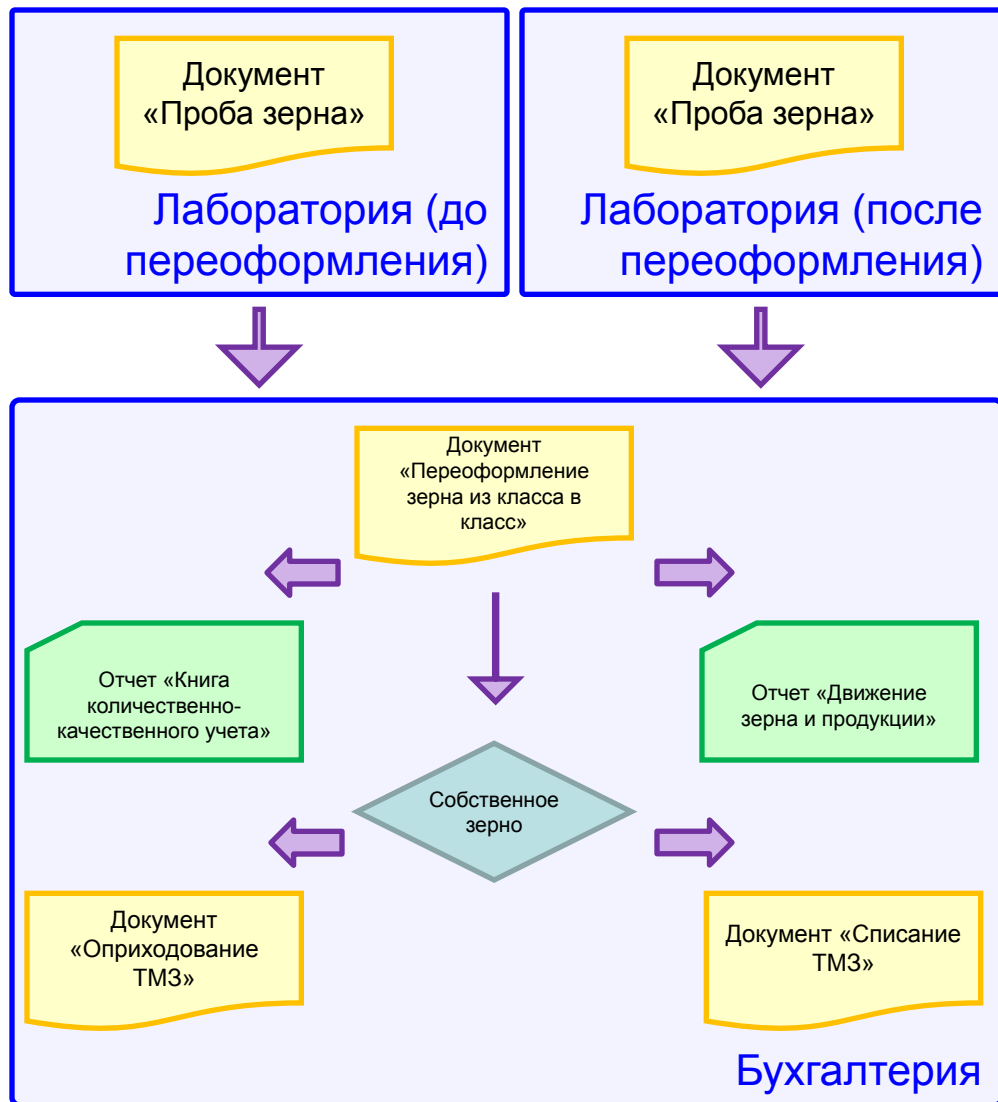 Документ
«Проба зерна»
Лаборатория (до
переоформления)
Документ
«Проба зерна»
Лаборатория (после
переоформления)
Документ
«Переоформление
зерна из класса в
класс»
Отчет «Книга
количественно-
качественного учета»
Отчет «Движение
зерна и продукции»
Собственное
зерно
Документ
«Оприходование
ТМЗ»
Документ «Списание
ТМЗ»
Бухгалтерия